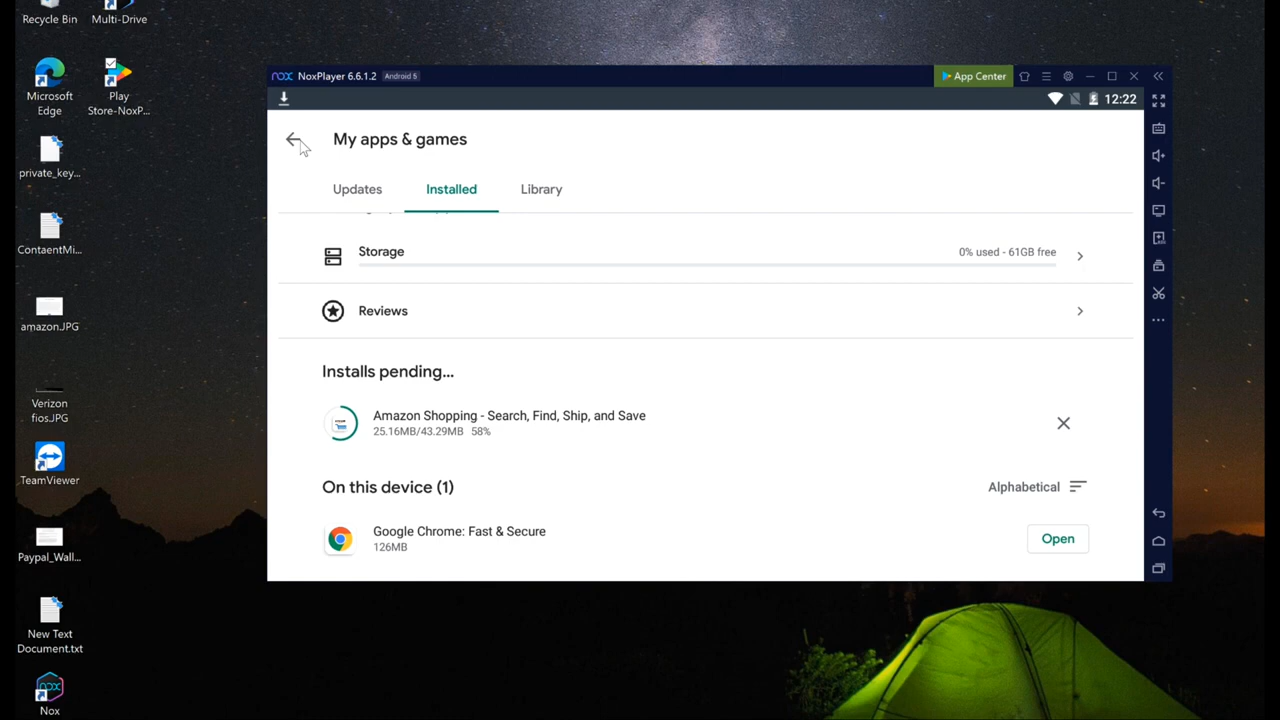 Recycle Bin
Multi-Drive
Microsoft
Edge
Play
Store-NoxP...
private_key...
ContaentMi...
amazon.JPG
Verizon
fios.JPG
TeamViewer
Paypal_Wall...
New Text
Document.txt
Nox
nox NoxPlayer 6.6.1.2 Android 5
App Center
12:22
My apps & games
Updates Installed Library
Storage 0% used - 61GB free
Reviews
Installs pending...
Amazon Shopping - Search, Find, Ship, and Save
25.16MB/43.29MB 58%
On this device (1) Alphabetical
Google Chrome: Fast & Secure
126MB
Open